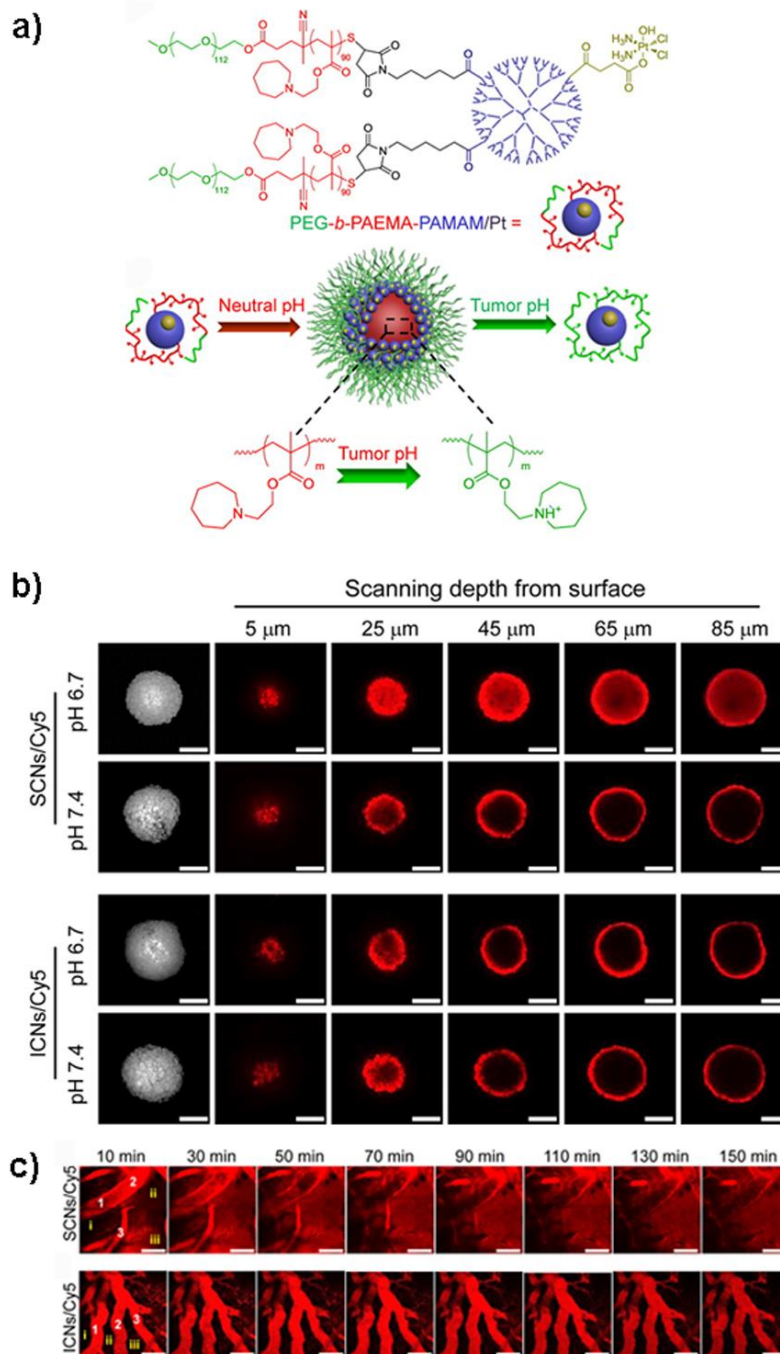 a)
112
O
CN
90
S
O
N
O
N
H₃N
H₃N
OH
Pt
Cl
Cl
112
O
CN
90
S
O
N
O
N
PEG-b-PAEMA-PAMAM/Pt =
Neutral pH
Tumor pH
m
Tumor pH
m
O
O
N
O
O
NH⁺
b)
Scanning depth from surface
5 μm 25 μm 45 μm 65 μm 85 μm
SCNs/Cy5
pH 6.7
pH 7.4
ICNs/Cy5
pH 6.7
pH 7.4
c)
10 min 30 min 50 min 70 min 90 min 110 min 130 min 150 min
SCNs/Cy5
1 2 3
i ii iii
ICNs/Cy5
1 2 3
i ii iii